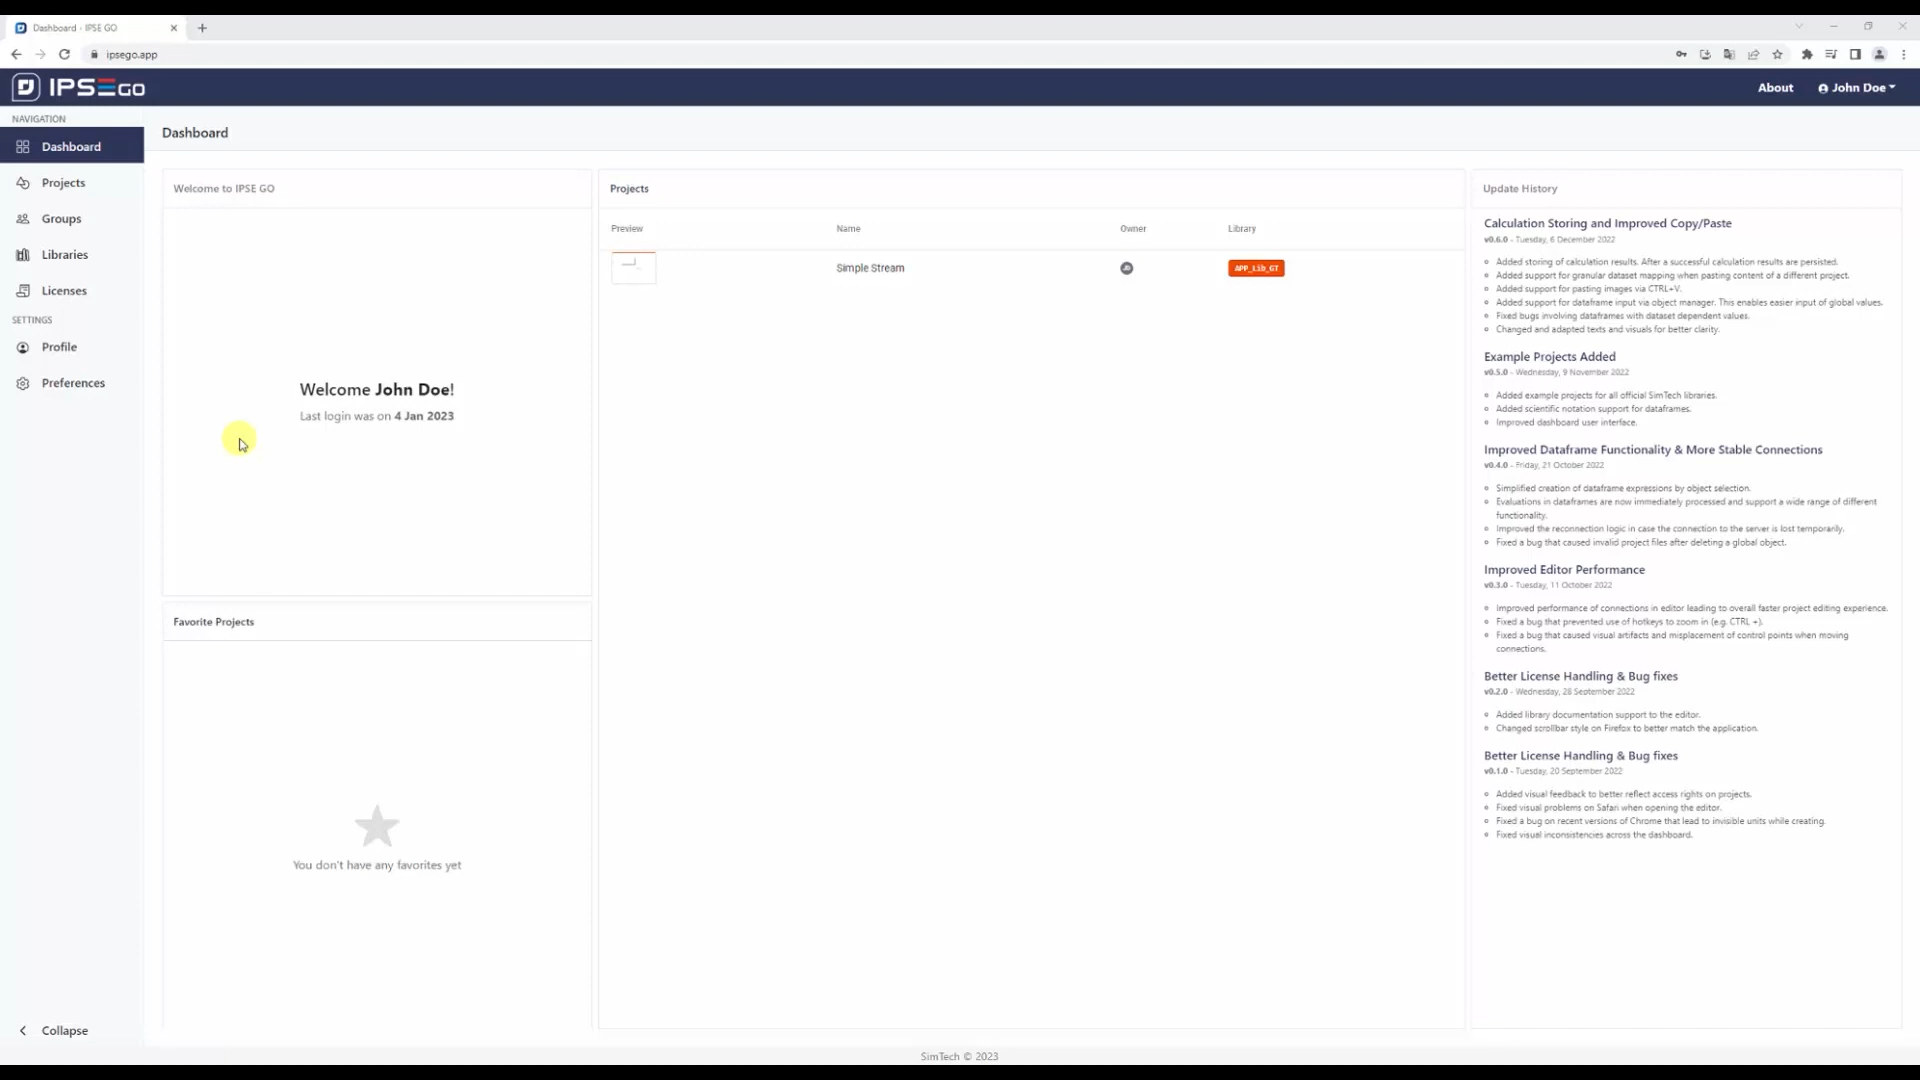 Dashboard - IPSE GO
ipsego.app
IPSE GO
About
John Doe
NAVIGATION
Dashboard
Projects
Groups
Libraries
Licenses
SETTINGS
Profile
Preferences
Collapse
Dashboard
Welcome to IPSE GO
Welcome John Doe!
Last login was on 4 Jan 2023
Favorite Projects
You don't have any favorites yet
Projects
Preview Name Owner Library
Simple Stream JD APP_Lib_GT
Update History
Calculation Storing and Improved Copy/Paste
v0.6.0 - Tuesday, 6 December 2022
Added storing of calculation results. After a successful calculation results are persisted.
Added support for granular dataset mapping when pasting content of a different project.
Added support for pasting images via CTRL+V.
Added support for dataframe input via object manager. This enables easier input of global values.
Fixed bugs involving dataframes with dataset dependent values.
Changed and adapted texts and visuals for better clarity.
Example Projects Added
v0.5.0 - Wednesday, 9 November 2022
Added example projects for all official SimTech libraries.
Added scientific notation support for dataframes.
Improved dashboard user interface.
Improved Dataframe Functionality & More Stable Connections
v0.4.0 - Friday, 21 October 2022
Simplified creation of dataframe expressions by object selection.
Evaluations in dataframes are now immediately processed and support a wide range of different
functionality.
Improved the reconnection logic in case the connection to the server is lost temporarily.
Fixed a bug that caused invalid project files after deleting a global object.
Improved Editor Performance
v0.3.0 - Tuesday, 11 October 2022
Improved performance of connections in editor leading to overall faster project editing experience.
Fixed a bug that prevented use of hotkeys to zoom in (e.g. CTRL +).
Fixed a bug that caused visual artifacts and misplacement of control points when moving
connections.
Better License Handling & Bug fixes
v0.2.0 - Wednesday, 28 September 2022
Added library documentation support to the editor.
Changed scrollbar style on Firefox to better match the application.
Better License Handling & Bug fixes
v0.1.0 - Tuesday, 20 September 2022
Added visual feedback to better reflect access rights on projects.
Fixed visual problems on Safari when opening the editor.
Fixed a bug on recent versions of Chrome that lead to invisible units while creating.
Fixed visual inconsistencies across the dashboard.
SimTech © 2023